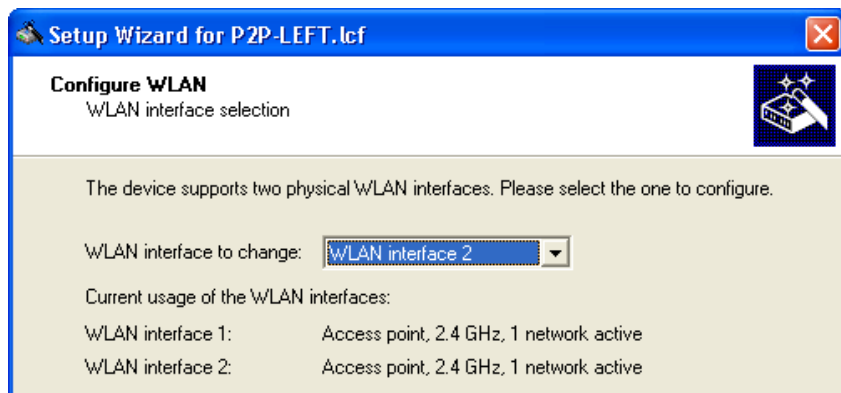 Setup Wizard for P2P-LEFT.lcf
Configure WLAN
WLAN interface selection
The device supports two physical WLAN interfaces. Please select the one to configure.
WLAN interface to change: WLAN interface 2
Current usage of the WLAN interfaces:
WLAN interface 1: Access point, 2.4 GHz, 1 network active
WLAN interface 2: Access point, 2.4 GHz, 1 network active